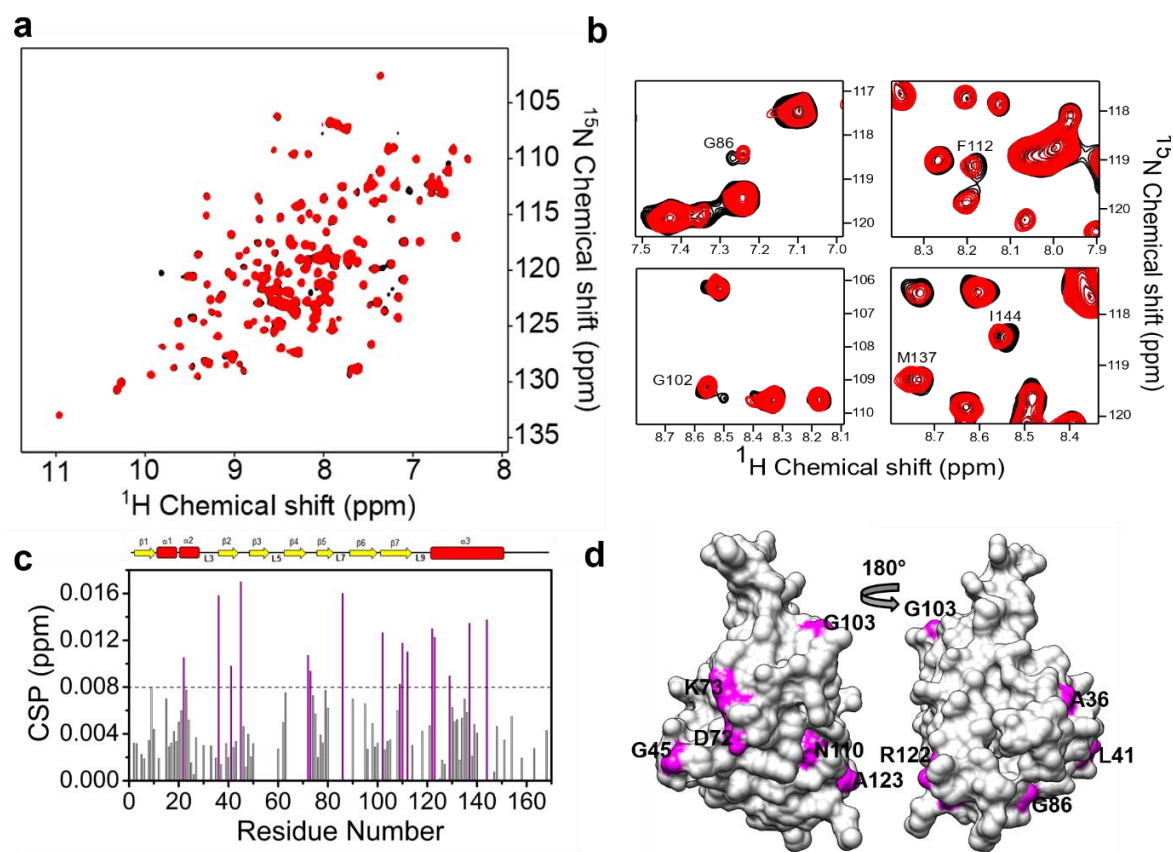 a
105
110
115
120
125
130
135
11
10
9
8
7
8
¹H Chemical shift (ppm)
¹⁵N Chemical shift (ppm)
b
G86
117
118
119
120
7.5 7.4 7.3 7.2 7.1 7.0
F112
118
119
120
8.3 8.2 8.1 8.0 7.9
G102
106
107
108
109
110
8.8 8.7 8.6 8.5 8.4 8.3 8.2 8.1
I144
M137
118
119
120
8.7 8.6 8.5 8.4
¹H Chemical shift (ppm)
¹⁵N Chemical shift (ppm)
c
β1 α1 α2 L3 β2 β3 L5 β4 β5 L7 β6 β7 L9 α3
0.016
0.012
0.008
0.004
0.000
CSP (ppm)
0 20 40 60 80 100 120 140 160
Residue Number
d
180°
G103
K73
D72
G45
N110
A123
G103
A36
R122
L41
G86